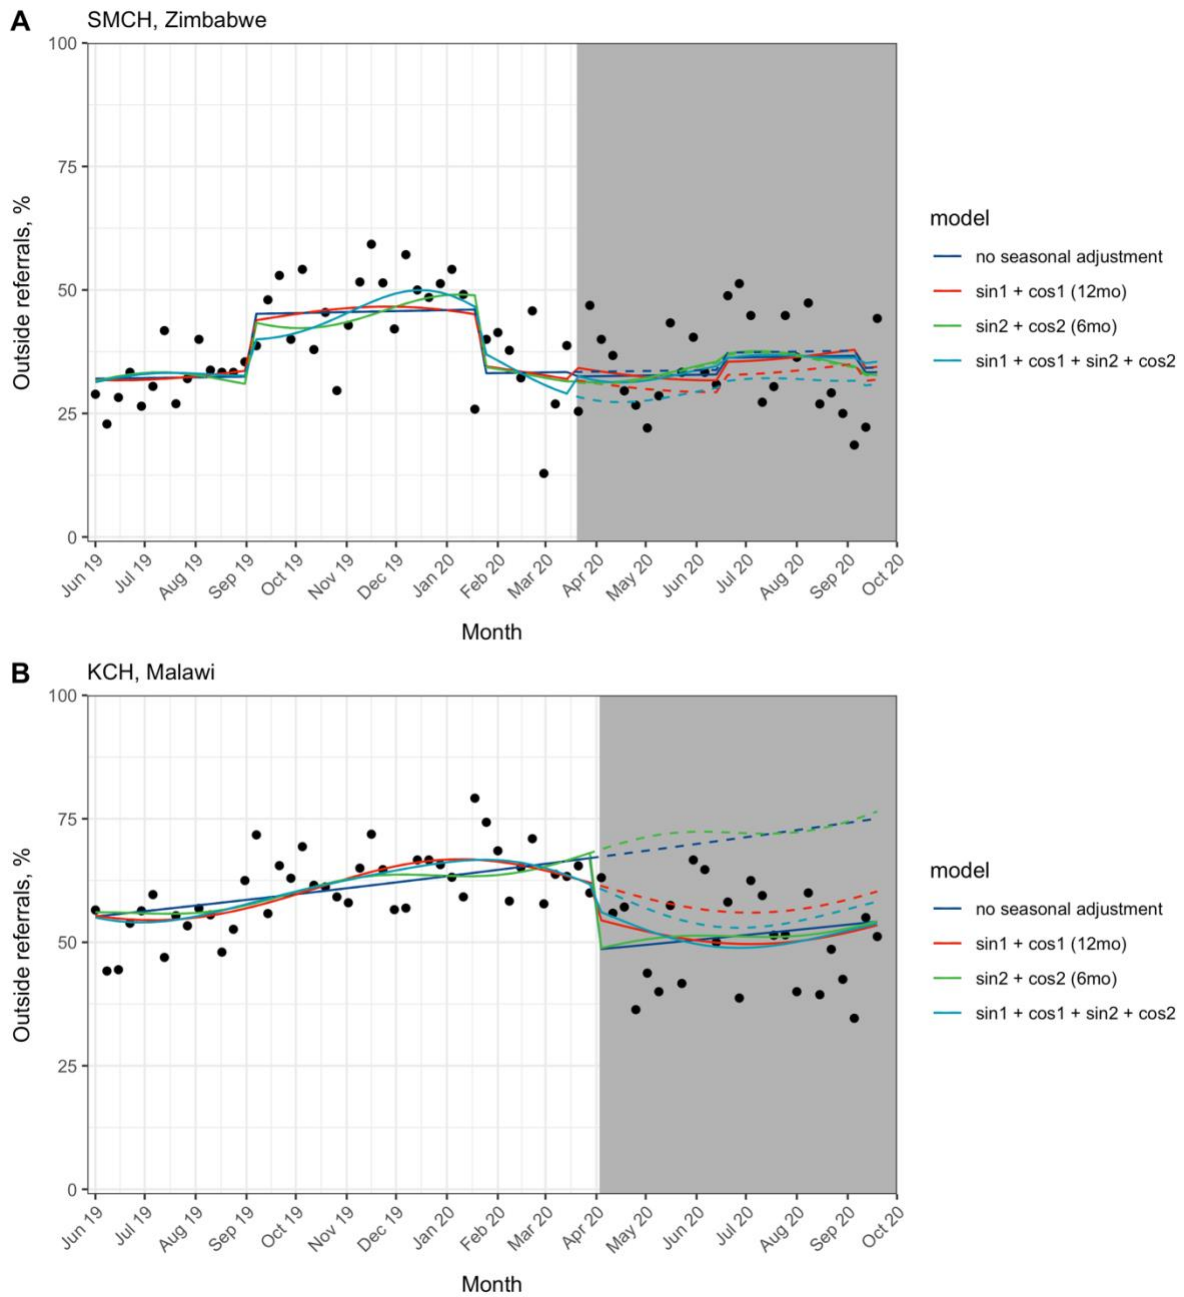 A
SMCH, Zimbabwe
100
75
50
25
0
Outside referrals, %
Jun 19
Jul 19
Aug 19
Sep 19
Oct 19
Nov 19
Dec 19
Jan 20
Feb 20
Mar 20
Apr 20
May 20
Jun 20
Jul 20
Aug 20
Sep 20
Oct 20
Month
model
no seasonal adjustment
sin1 + cos1 (12mo)
sin2 + cos2 (6mo)
sin1 + cos1 + sin2 + cos2
B
KCH, Malawi
100
75
50
25
0
Outside referrals, %
Jun 19
Jul 19
Aug 19
Sep 19
Oct 19
Nov 19
Dec 19
Jan 20
Feb 20
Mar 20
Apr 20
May 20
Jun 20
Jul 20
Aug 20
Sep 20
Oct 20
Month
model
no seasonal adjustment
sin1 + cos1 (12mo)
sin2 + cos2 (6mo)
sin1 + cos1 + sin2 + cos2